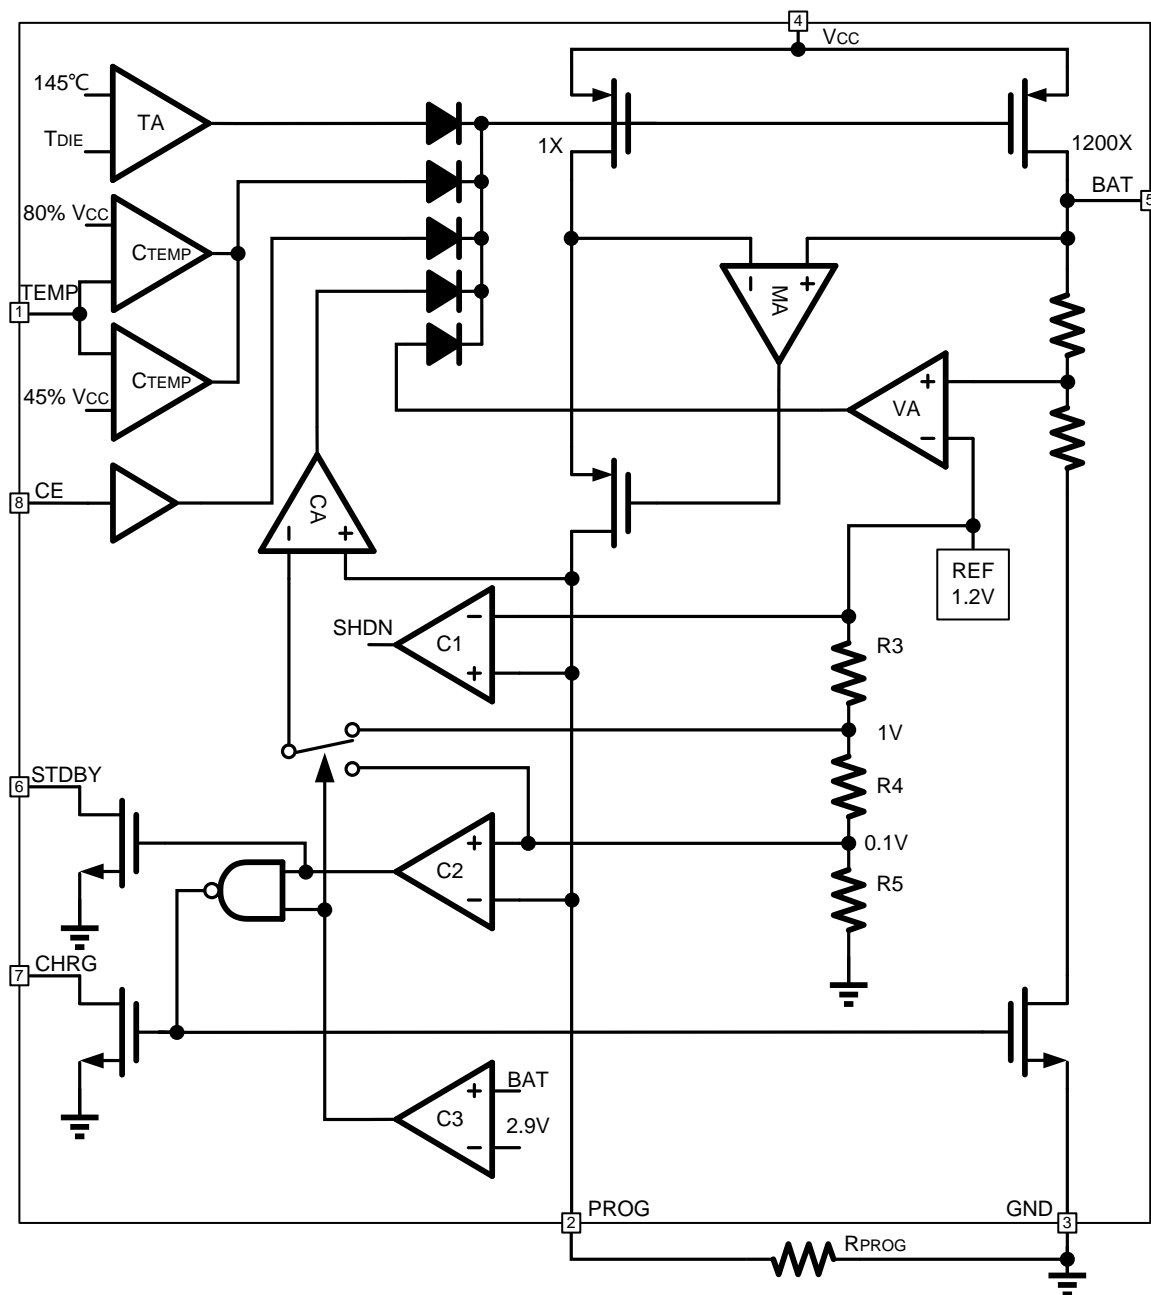 4
VCC
145℃
TDIE
TA
1X
1200X
BAT
5
80% VCC
CTEMP
TEMP
1
− +
MA
CTEMP
45% VCC
+
VA
−
8
CE
CA
− +
REF
1.2V
SHDN
−
C1
+
R3
1V
6
STDBY
R4
+
C2
−
0.1V
R5
7
CHRG
+
C3
−
BAT
2.9V
2
PROG
GND
3
RPROG